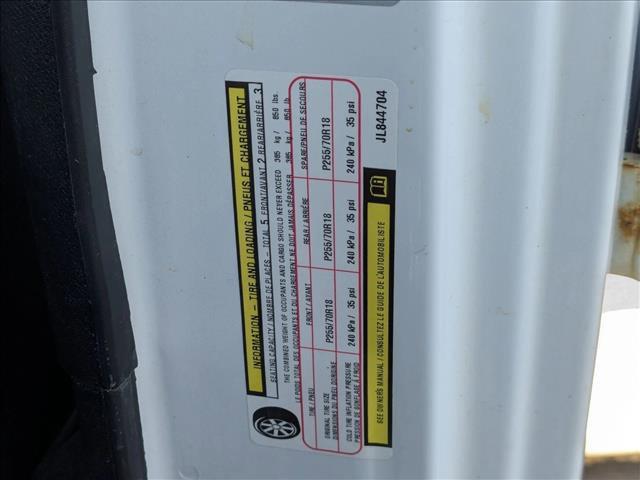 INFORMATION – TIRE AND LOADING / PNEUS ET CHARGEMENT
SEATING CAPACITY / NOMBRE DE PLACES – TOTAL 5 FRONT/AVANT 2 REAR/ARRIÈRE 3
THE COMBINED WEIGHT OF OCCUPANTS AND CARGO SHOULD NEVER EXCEED 385 kg / 850 lbs.
LE POIDS TOTAL DES OCCUPANTS ET DU CHARGEMENT NE DOIT JAMAIS DÉPASSER 385 kg / 850 lb.
TIRE / PNEU FRONT / AVANT REAR / ARRIÈRE SPARE/PNEU DE SECOURS
ORIGINAL TIRE SIZE
DIMENSIONS DU PNEU D'ORIGINE P255/70R18 P255/70R18 P255/70R18
COLD TIRE INFLATION PRESSURE
PRESSION DE GONFLAGE À FROID 240 kPa / 35 psi 240 kPa / 35 psi 240 kPa / 35 psi
SEE OWNERS MANUAL / CONSULTEZ LE GUIDE DE L'AUTOMOBILISTE
JL844704